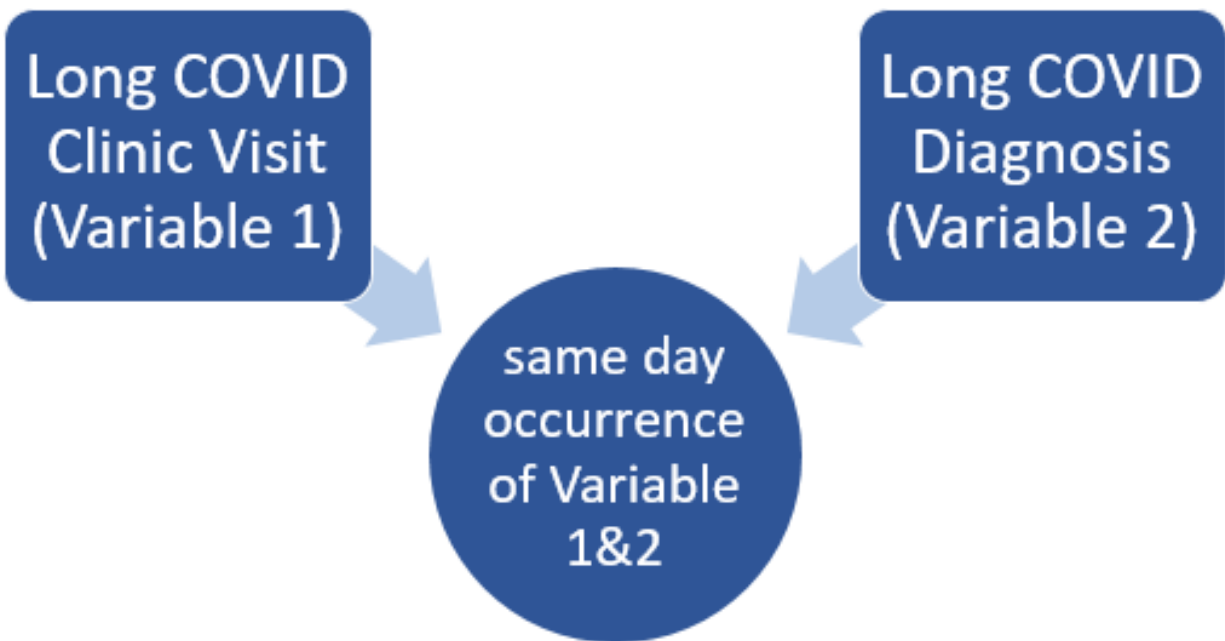 Long COVID
Clinic Visit
(Variable 1)
Long COVID
Diagnosis
(Variable 2)
same day
occurrence
of Variable
1&2